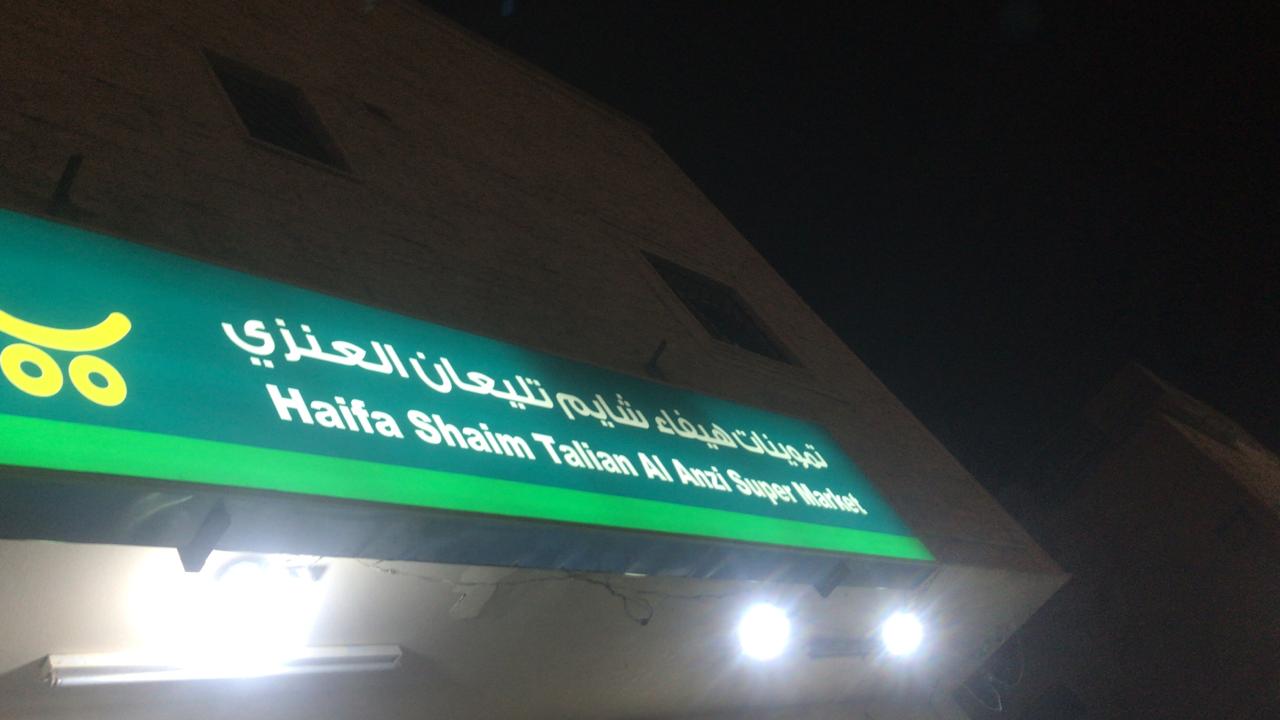 تموينات هيفاء شايم تليعان العنزي
Haifa Shaim Talian Al Anzi Super Market